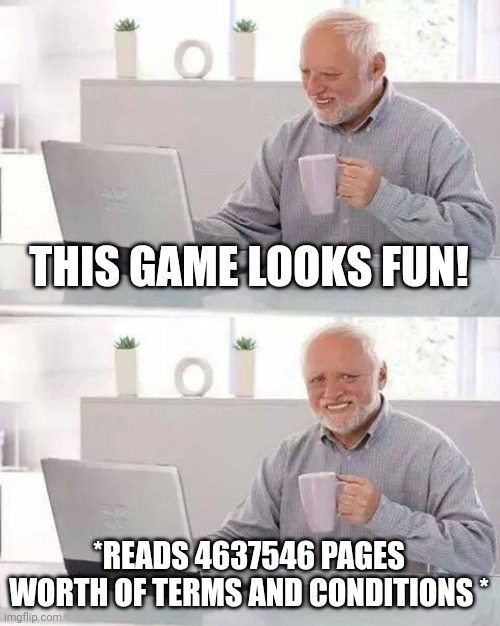 THIS GAME LOOKS FUN!
*READS 4637546 PAGES
WORTH OF TERMS AND CONDITIONS *
imgflip.com